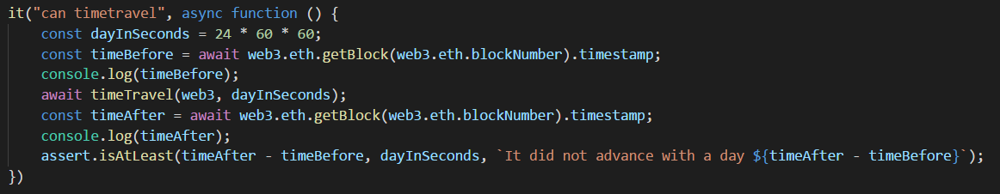 it("can timetravel", async function () {
    const dayInSeconds = 24 * 60 * 60;
    const timeBefore = await web3.eth.getBlock(web3.eth.blockNumber).timestamp;
    console.log(timeBefore);
    await timeTravel(web3, dayInSeconds);
    const timeAfter = await web3.eth.getBlock(web3.eth.blockNumber).timestamp;
    console.log(timeAfter);
    assert.isAtLeast(timeAfter - timeBefore, dayInSeconds, `It did not advance with a day ${timeAfter - timeBefore}`);
})